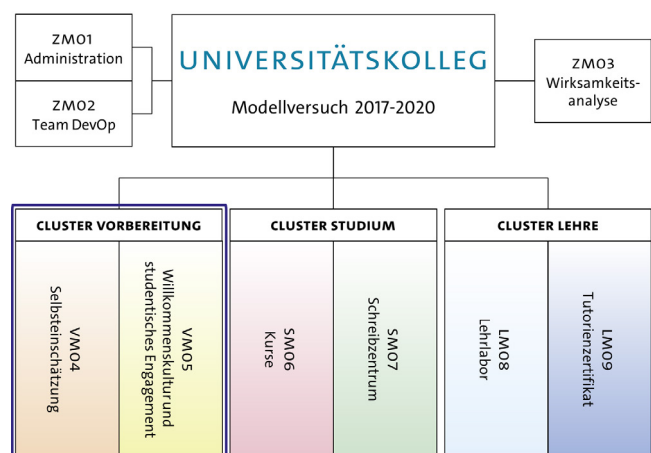 ZM01
Administration
ZM02
Team DevOp
UNIVERSITÄTSKOLLEG
Modellversuch 2017-2020
ZM03
Wirksamkeits-
analyse
CLUSTER VORBEREITUNG
VM04
Selbsteinschätzung
VM05
Willkommenskultur und
studentisches Engagement
CLUSTER STUDIUM
SM06
Kurse
SM07
Schreibzentrum
CLUSTER LEHRE
LM08
Lehrlabor
LM09
Tutorienzertifikat